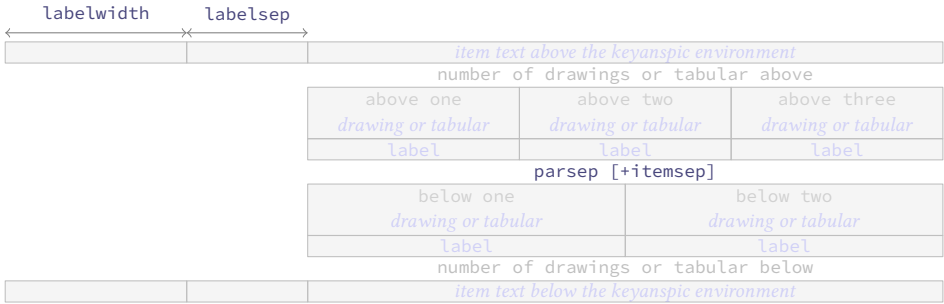 labelwidth labelsep
item text above the keyanspic environment
number of drawings or tabular above
above one above two above three
drawing or tabular drawing or tabular drawing or tabular
label label label
parsep [+itemsep]
below one below two
drawing or tabular drawing or tabular
label label
number of drawings or tabular below
item text below the keyanspic environment